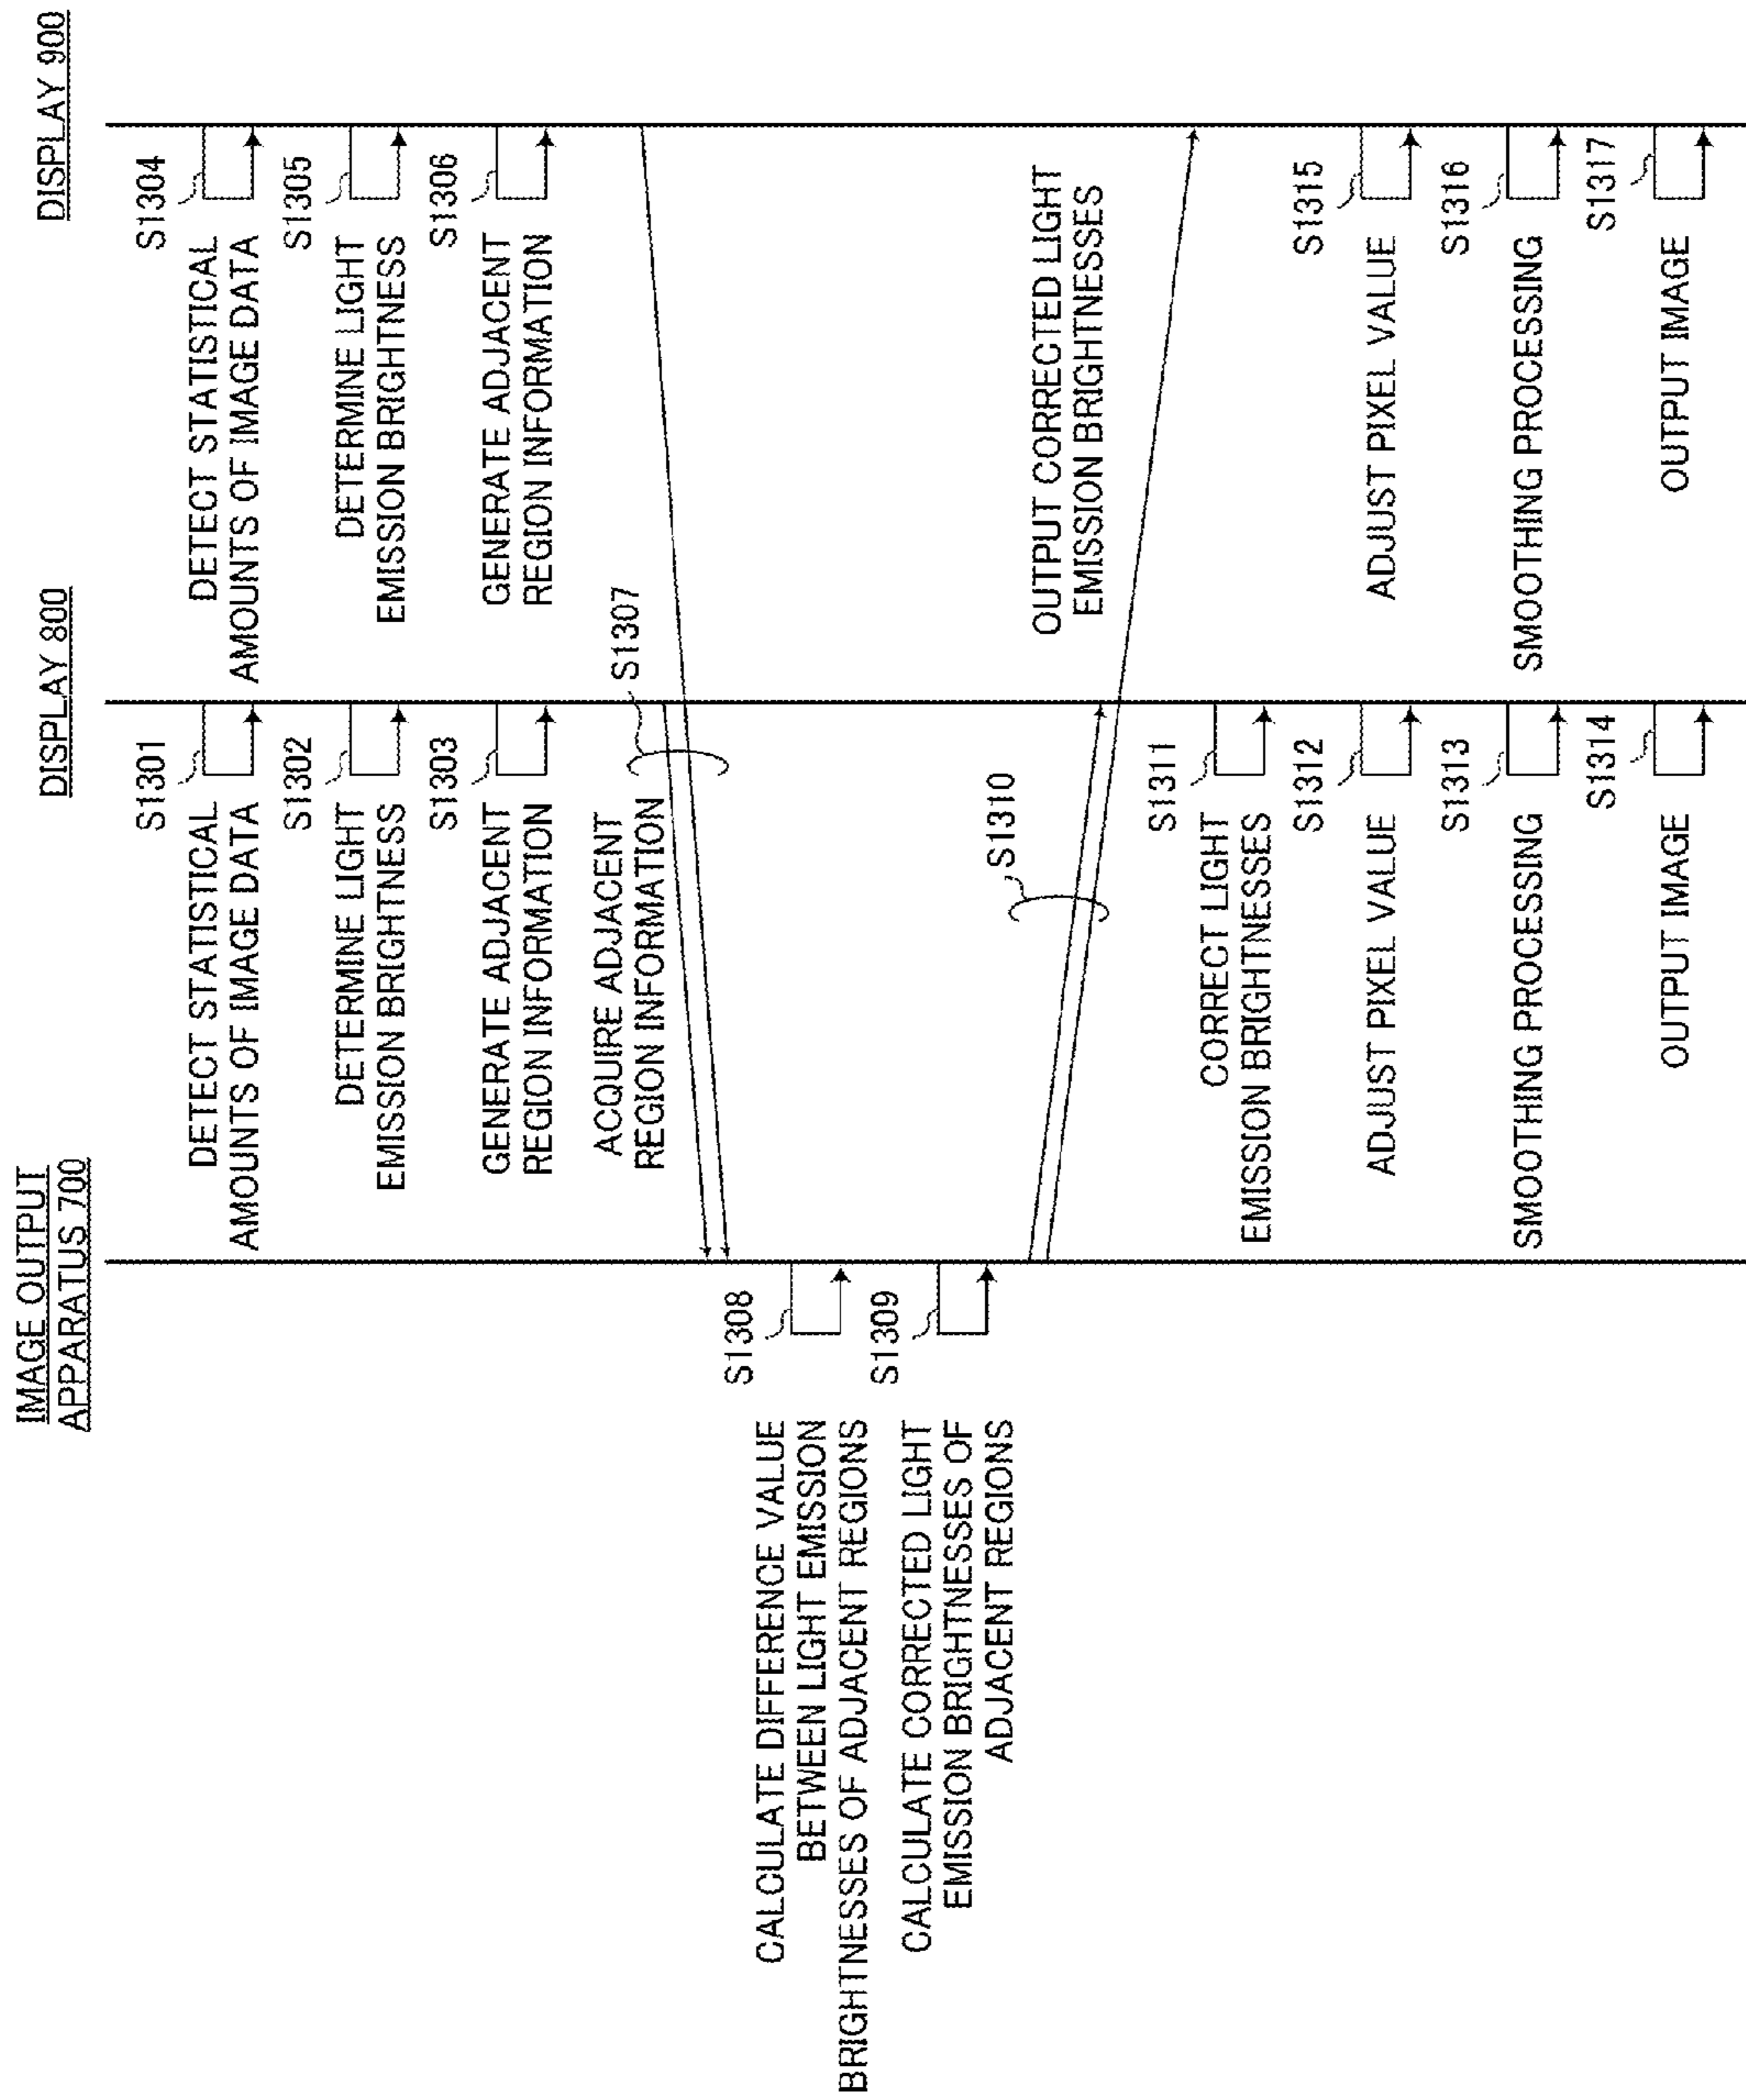 IMAGE OUTPUT
APPARATUS 700
DISPLAY 800
DISPLAY 900
S1301
DETECT STATISTICAL
AMOUNTS OF IMAGE DATA
S1302
DETERMINE LIGHT
EMISSION BRIGHTNESS
S1303
GENERATE ADJACENT
REGION INFORMATION
S1304
DETECT STATISTICAL
AMOUNTS OF IMAGE DATA
S1305
DETERMINE LIGHT
EMISSION BRIGHTNESS
S1306
GENERATE ADJACENT
REGION INFORMATION
S1307
ACQUIRE ADJACENT
REGION INFORMATION
S1308
CALCULATE DIFFERENCE VALUE
BETWEEN LIGHT EMISSION
BRIGHTNESSES OF ADJACENT REGIONS
S1309
CALCULATE CORRECTED LIGHT
EMISSION BRIGHTNESSES OF
ADJACENT REGIONS
S1310
OUTPUT CORRECTED LIGHT
EMISSION BRIGHTNESSES
S1311
CORRECT LIGHT
EMISSION BRIGHTNESSES
S1312
ADJUST PIXEL VALUE
S1313
SMOOTHING PROCESSING
S1314
OUTPUT IMAGE
S1315
ADJUST PIXEL VALUE
S1316
SMOOTHING PROCESSING
S1317
OUTPUT IMAGE